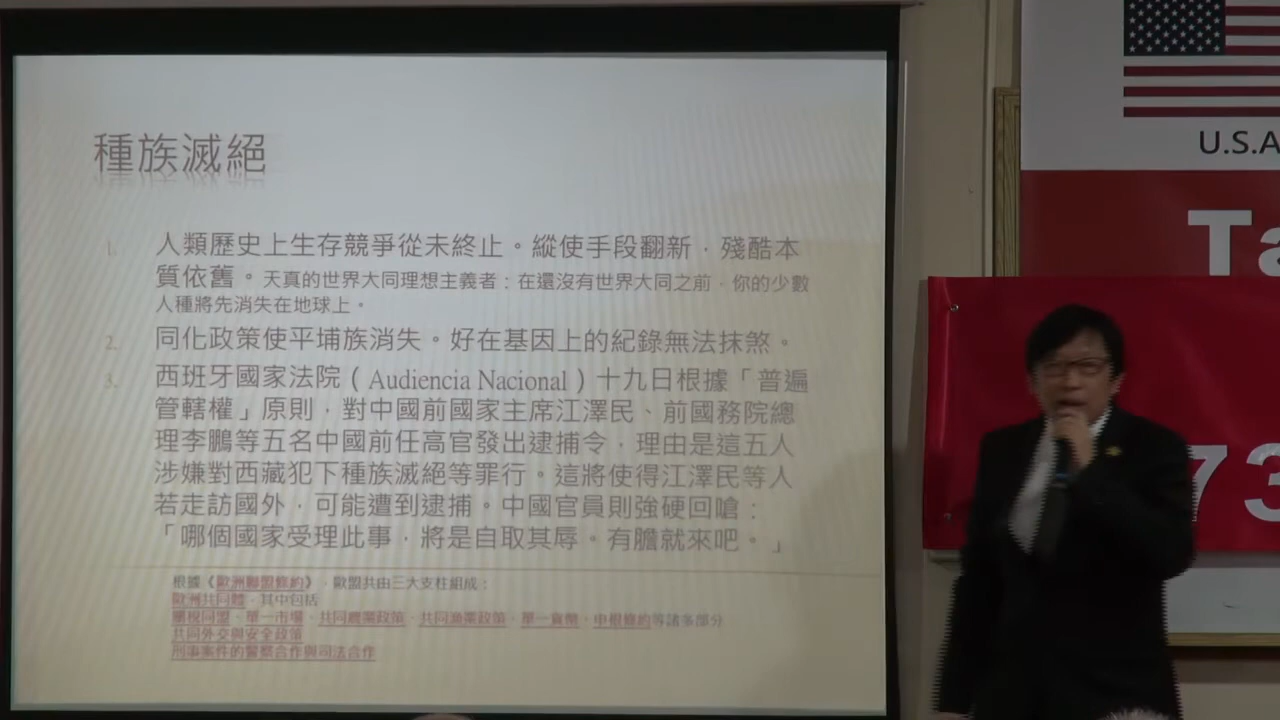 種族滅絕
1. 人類歷史上生存競爭從未終止。縱使手段翻新，殘酷本
質依舊。天真的世界大同理想主義者：在還沒有世界大同之前，你的少數
人種將先消失在地球上。
2. 同化政策使平埔族消失。好在基因上的紀錄無法抹煞。
3. 西班牙國家法院（Audiencia Nacional）十九日根據「普遍
管轄權」原則，對中國前國家主席江澤民、前國務院總
理李鵬等五名中國前任高官發出逮捕令，理由是這五人
涉嫌對西藏犯下種族滅絕等罪行。這將使得江澤民等人
若走訪國外，可能遭到逮捕。中國官員則強硬回嗆：
「哪個國家受理此事，將是自取其辱。有膽就來吧。」
根據《歐洲聯盟條約》，歐盟共由三大支柱組成：
歐洲共同體，其中包括
關稅同盟、單一市場、共同農業政策、共同漁業政策、單一貨幣、申根條約等諸多部分
共同外交與安全政策
刑事案件的警察合作與司法合作
U.S.A
Ta
73